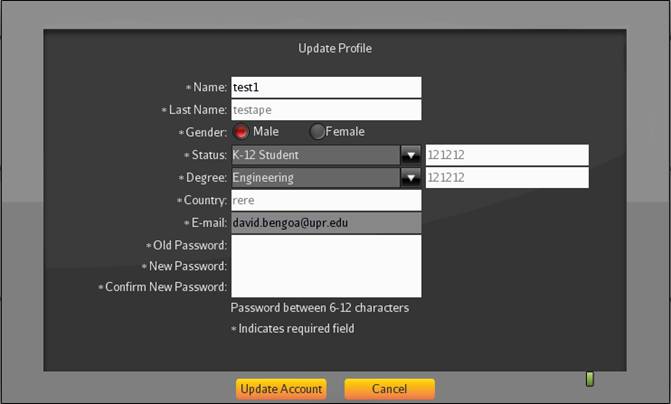 Update Profile
* Name: test1
* Last Name: testape
* Gender: Male Female
* Status: K-12 Student 121212
* Degree: Engineering 121212
* Country: rere
* E-mail: david.bengoa@upr.edu
* Old Password:
* New Password:
* Confirm New Password:
Password between 6-12 characters
* Indicates required field
Update Account Cancel